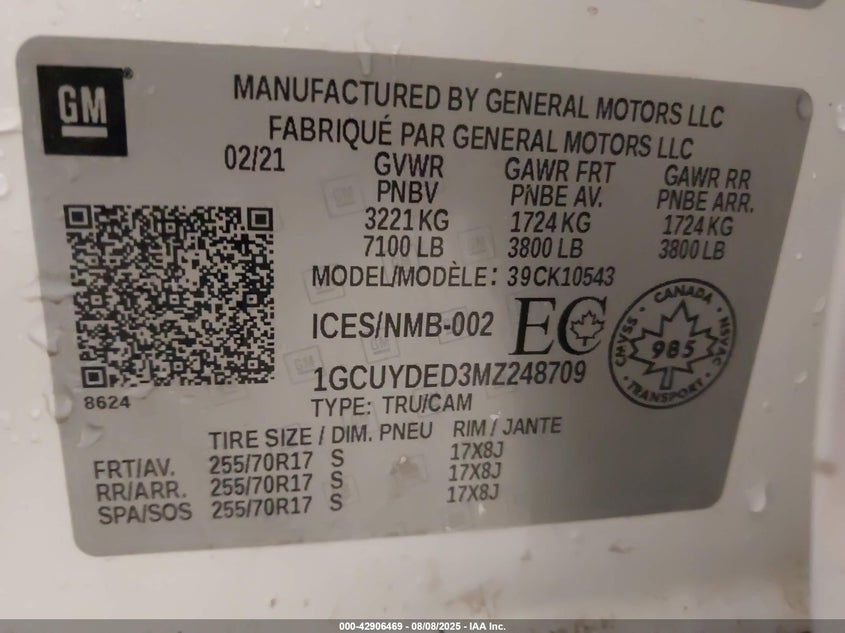 GM
MANUFACTURED BY GENERAL MOTORS LLC
FABRIQUÉ PAR GENERAL MOTORS LLC
02/21 GVWR GAWR FRT GAWR RR
PNBV PNBE AV. PNBE ARR.
3221 KG 1724 KG 1724 KG
7100 LB 3800 LB 3800 LB
MODEL/MODÈLE: 39CK10543
ICES/NMB-002 EC
CANADA
CMVSS 985 NSVAC
TRANSPORT
1GCUYDED3MZ248709
8624 TYPE: TRU/CAM
TIRE SIZE / DIM. PNEU RIM / JANTE
FRT/AV. 255/70R17 S 17X8J
RR/ARR. 255/70R17 S 17X8J
SPA/SOS 255/70R17 S 17X8J
000-42906469 - 08/08/2025 - IAA Inc.